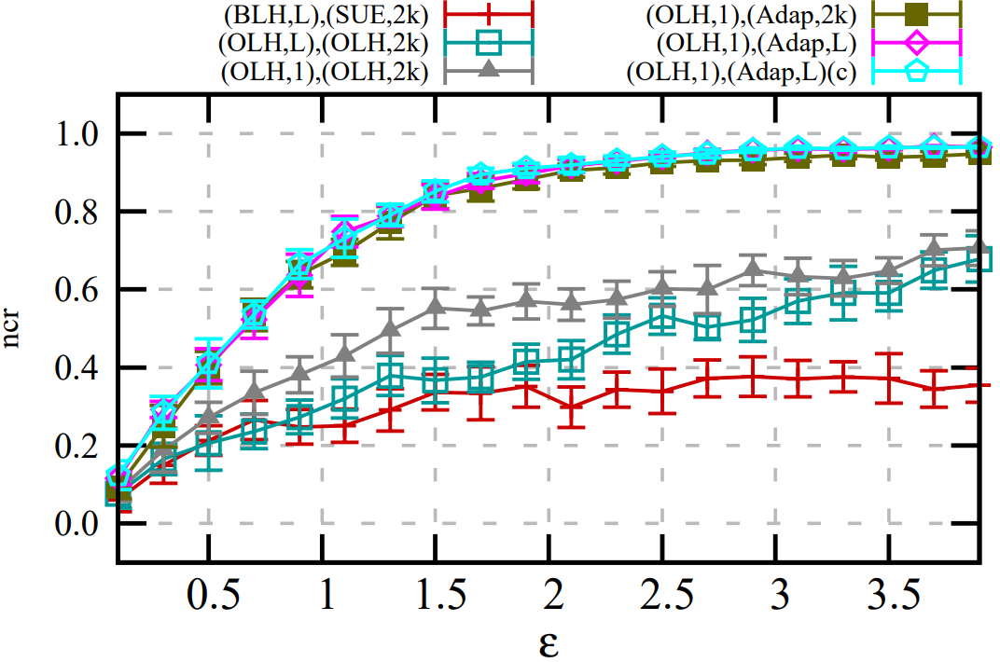 (BLH,L),(SUE,2k)
(OLH,L),(OLH,2k)
(OLH,1),(OLH,2k)
(OLH,1),(Adap,2k)
(OLH,1),(Adap,L)
(OLH,1),(Adap,L)(c)
1.0
0.8
0.6
0.4
0.2
0.0
ncr
0.5 1 1.5 2 2.5 3 3.5
ε